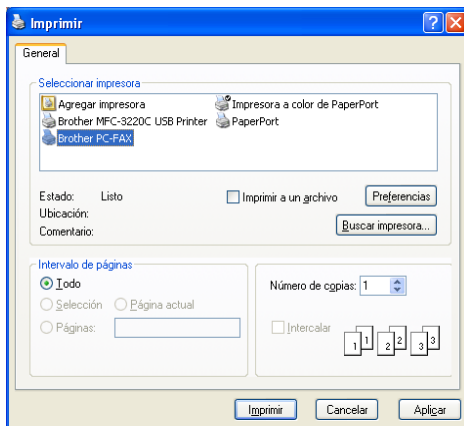 Imprimir
General
Seleccionar impresora
Agregar impresora
Impresora a color de PaperPort
Brother MFC-3220C USB Printer
PaperPort
Brother PC-FAX
Estado: Listo
Imprimir a un archivo
Preferencias
Ubicación:
Comentario:
Buscar impresora...
Intervalo de páginas
Todo
Selección
Página actual
Páginas:
Número de copias: 1
Intercalar
1 1 2 2 3 3
Imprimir
Cancelar
Aplicar